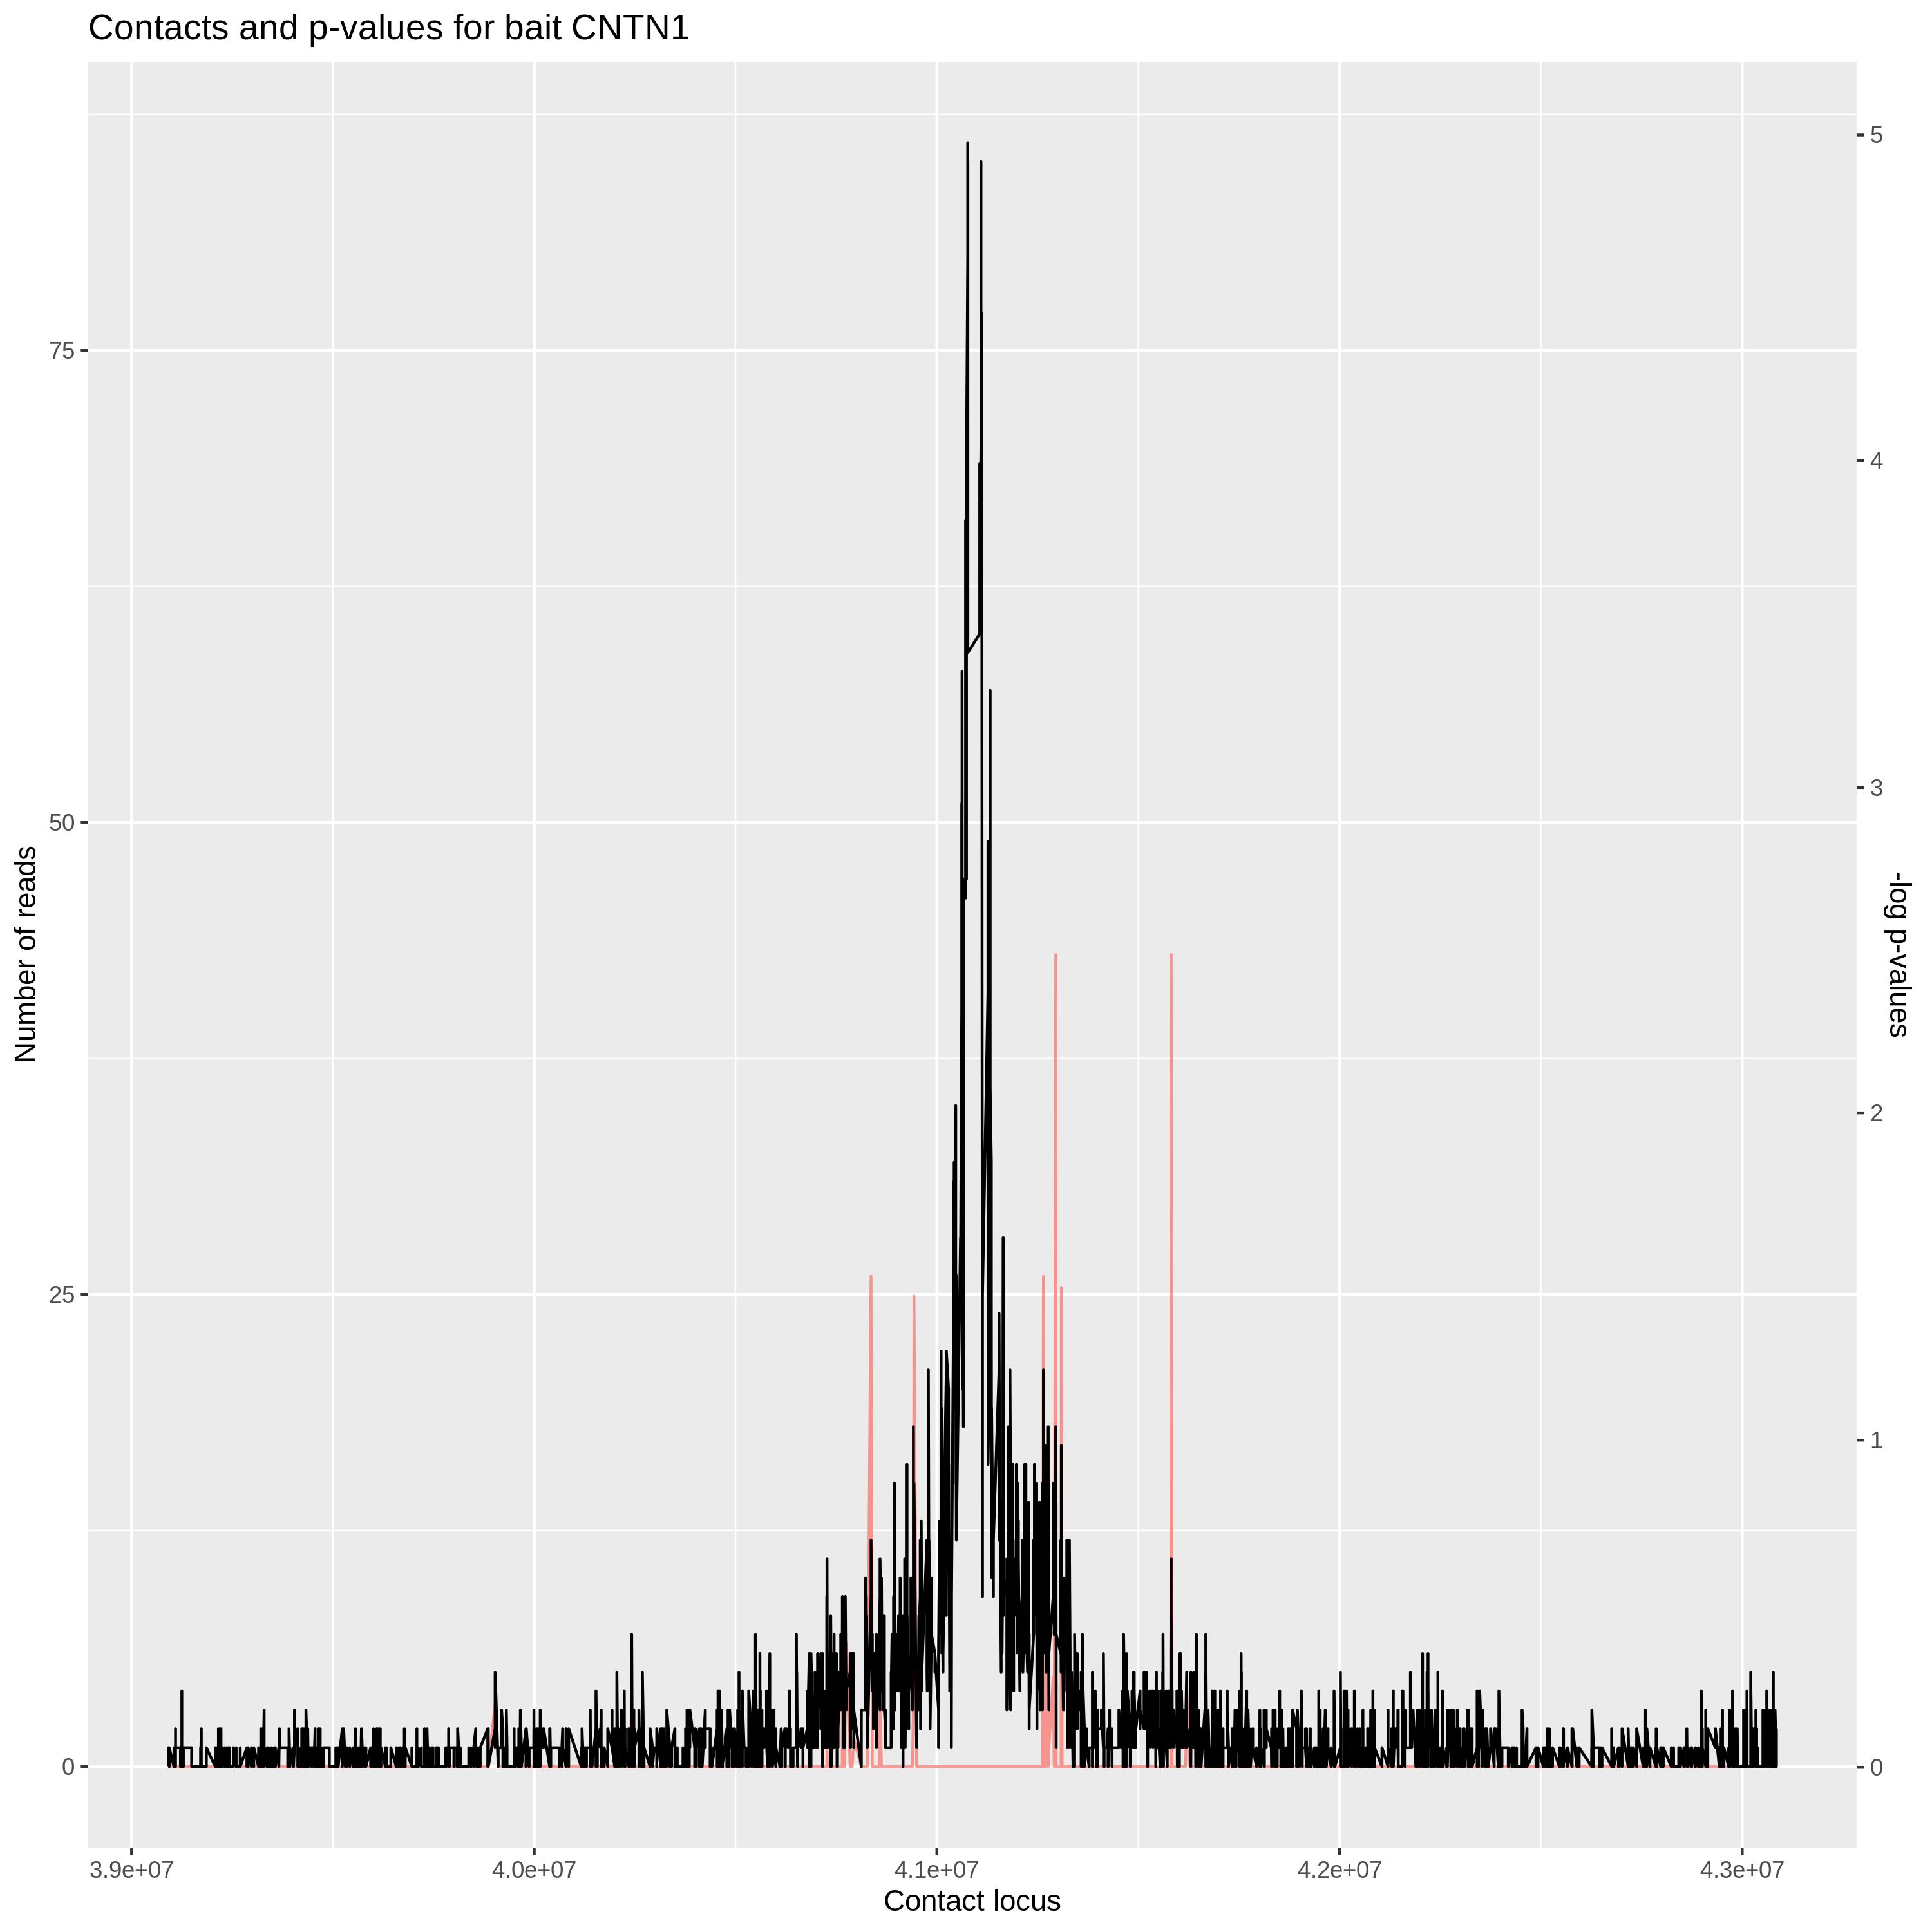 Contacts and p-values for bait CNTN1
75
50
25
0
Number of reads
5
4
3
2
1
0
-log p-values
3.9e+07
4.0e+07
4.1e+07
4.2e+07
4.3e+07
Contact locus